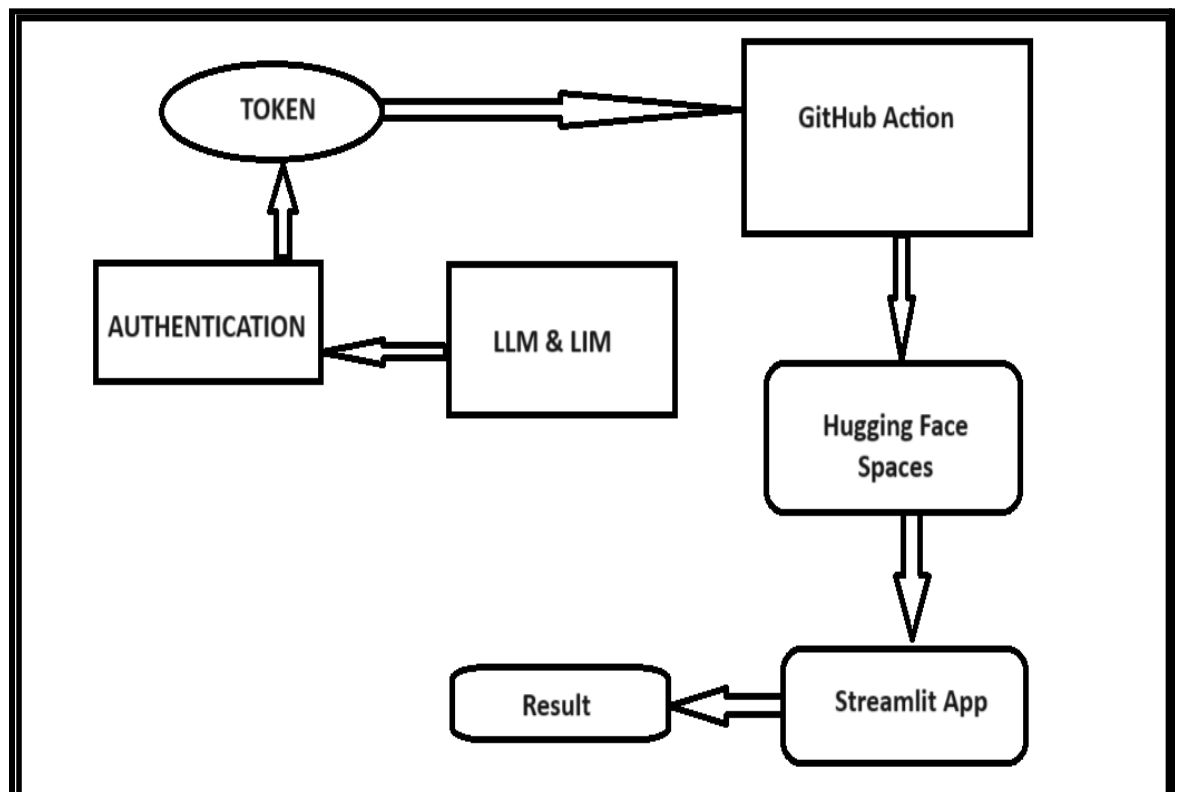 TOKEN
GitHub Action
AUTHENTICATION
LLM & LIM
Hugging Face
Spaces
Result
Streamlit App